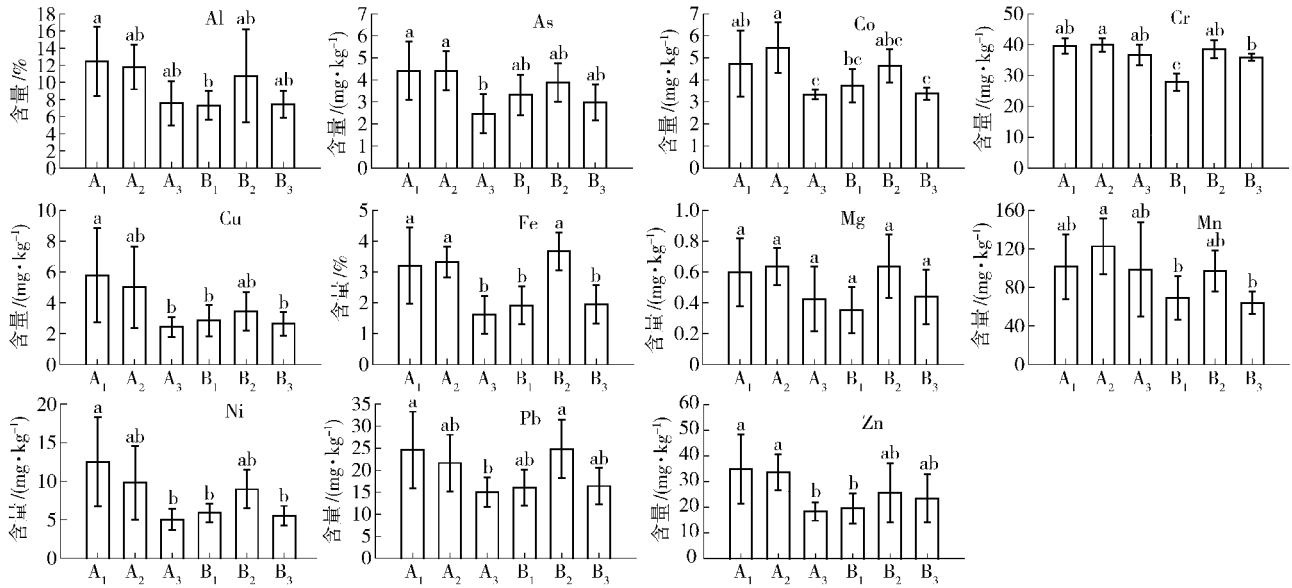 Al
a
ab
ab
b
ab
ab
18
16
14
12
10
8
6
4
2
0
含量/%
A₁ A₂ A₃ B₁ B₂ B₃
As
a
a
b
ab
ab
ab
7
6
5
4
3
2
1
0
含量/(mg·kg⁻¹)
A₁ A₂ A₃ B₁ B₂ B₃
Co
ab
a
c
bc
abc
c
7
6
5
4
3
2
1
0
含量/(mg·kg⁻¹)
A₁ A₂ A₃ B₁ B₂ B₃
Cr
ab
a
ab
c
ab
b
50
40
30
20
10
0
含量/(mg·kg⁻¹)
A₁ A₂ A₃ B₁ B₂ B₃
Cu
a
ab
b
b
ab
b
10
8
6
4
2
0
含量/(mg·kg⁻¹)
A₁ A₂ A₃ B₁ B₂ B₃
Fe
a
a
b
b
a
b
5
4
3
2
1
0
含量/%
A₁ A₂ A₃ B₁ B₂ B₃
Mg
a
a
a
a
a
a
1.0
0.8
0.6
0.4
0.2
0
含量/(mg·kg⁻¹)
A₁ A₂ A₃ B₁ B₂ B₃
Mn
ab
a
ab
b
ab
b
160
120
80
40
0
含量/(mg·kg⁻¹)
A₁ A₂ A₃ B₁ B₂ B₃
Ni
a
ab
b
b
ab
b
20
15
10
5
0
含量/(mg·kg⁻¹)
A₁ A₂ A₃ B₁ B₂ B₃
Pb
a
ab
b
ab
a
ab
35
30
25
20
15
10
5
0
含量/(mg·kg⁻¹)
A₁ A₂ A₃ B₁ B₂ B₃
Zn
a
a
b
b
ab
ab
60
50
40
30
20
10
0
含量/(mg·kg⁻¹)
A₁ A₂ A₃ B₁ B₂ B₃